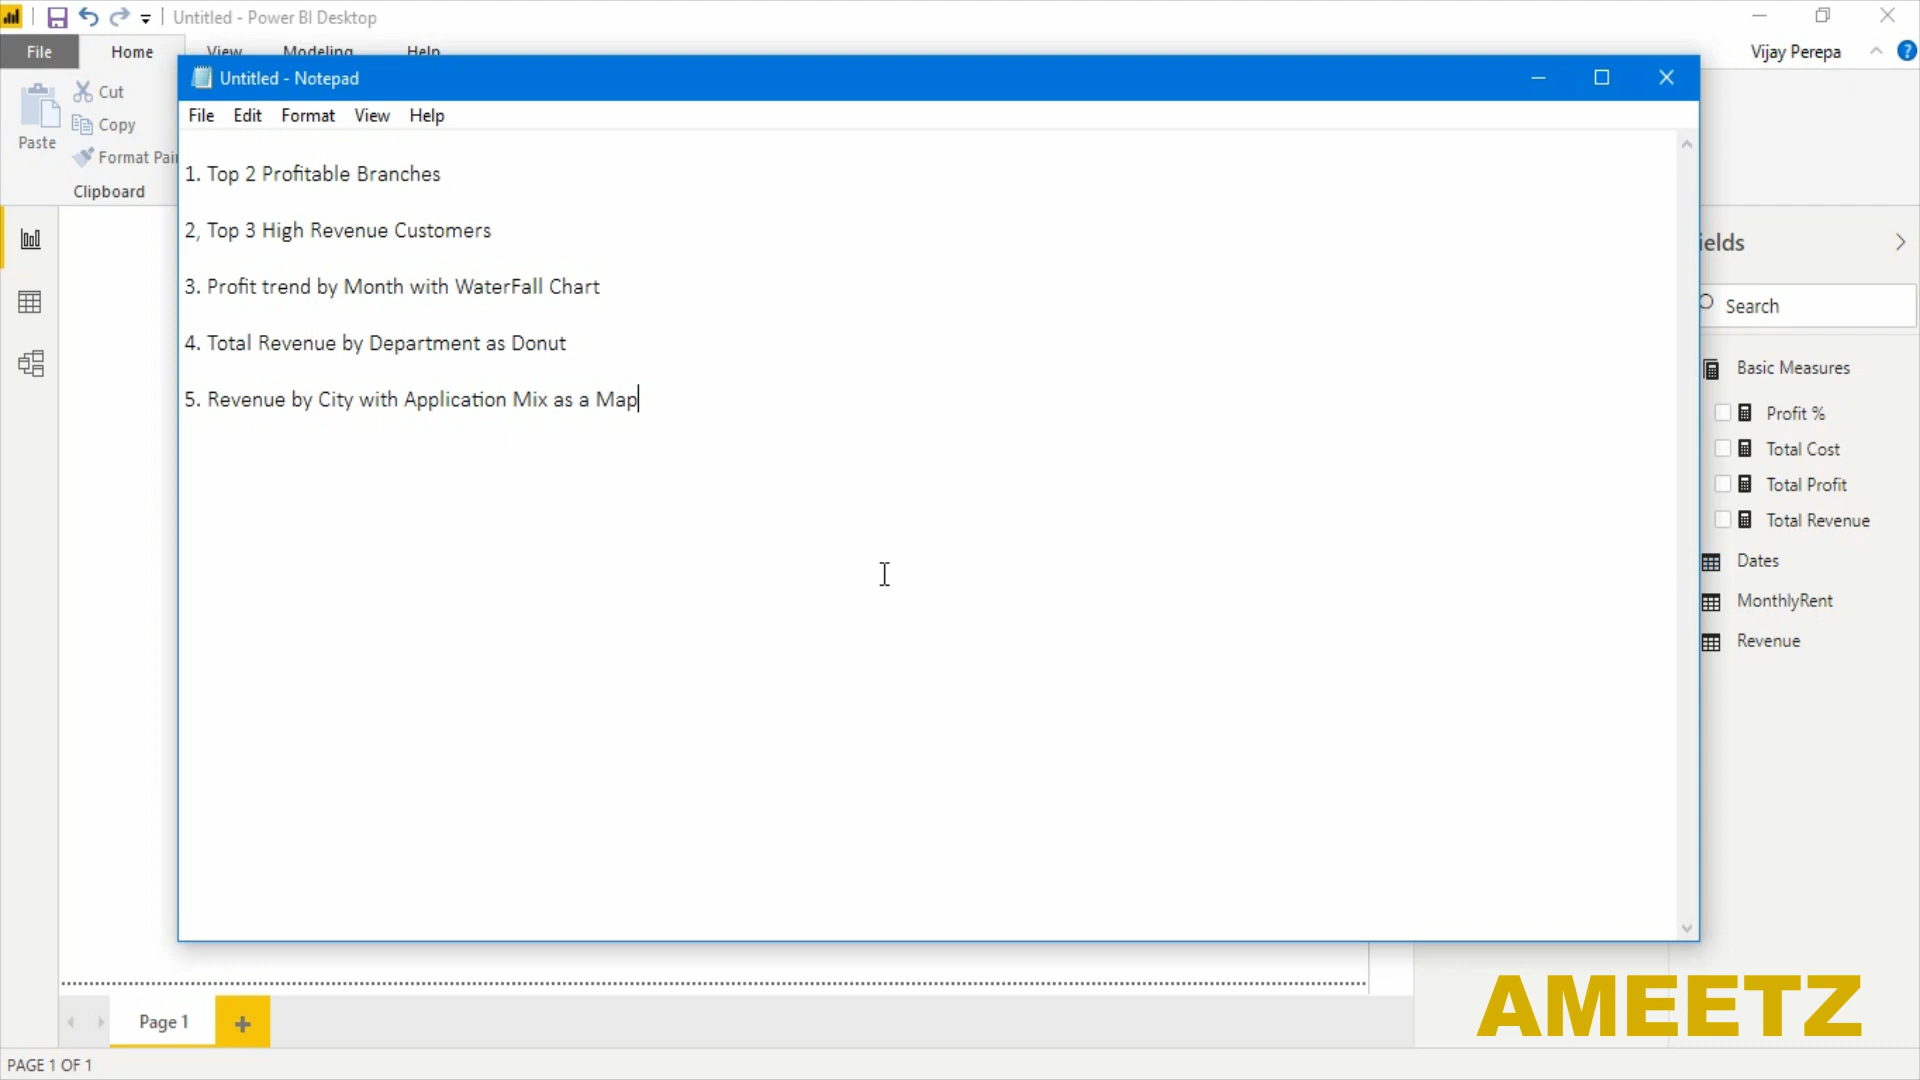 Untitled - Power BI Desktop
File Home View Modeling Help Vijay Perepa
Untitled - Notepad
File Edit Format View Help
Cut
Copy
Paste
Format Pai
Clipboard
1. Top 2 Profitable Branches
2, Top 3 High Revenue Customers
3. Profit trend by Month with WaterFall Chart
4. Total Revenue by Department as Donut
5. Revenue by City with Application Mix as a Map
ields
Search
Basic Measures
Profit %
Total Cost
Total Profit
Total Revenue
Dates
MonthlyRent
Revenue
AMEETZ
Page 1
PAGE 1 OF 1